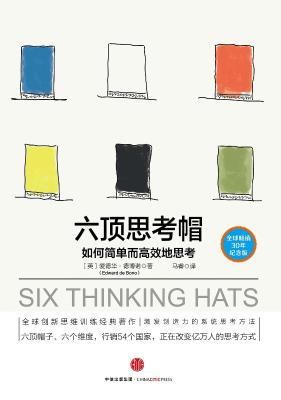 六顶思考帽
如何简单而高效地思考
全球畅销
30年
纪念版
[英]爱德华·德博诺 著
(Edward de Bono)
马睿 译
SIX THINKING HATS
全球创新思维训练经典著作 / 激发创造力的系统思考方法
六顶帽子、六个维度，行销54个国家，正在改变亿万人的思考方式
中信出版集团·CHINACITICPRESS